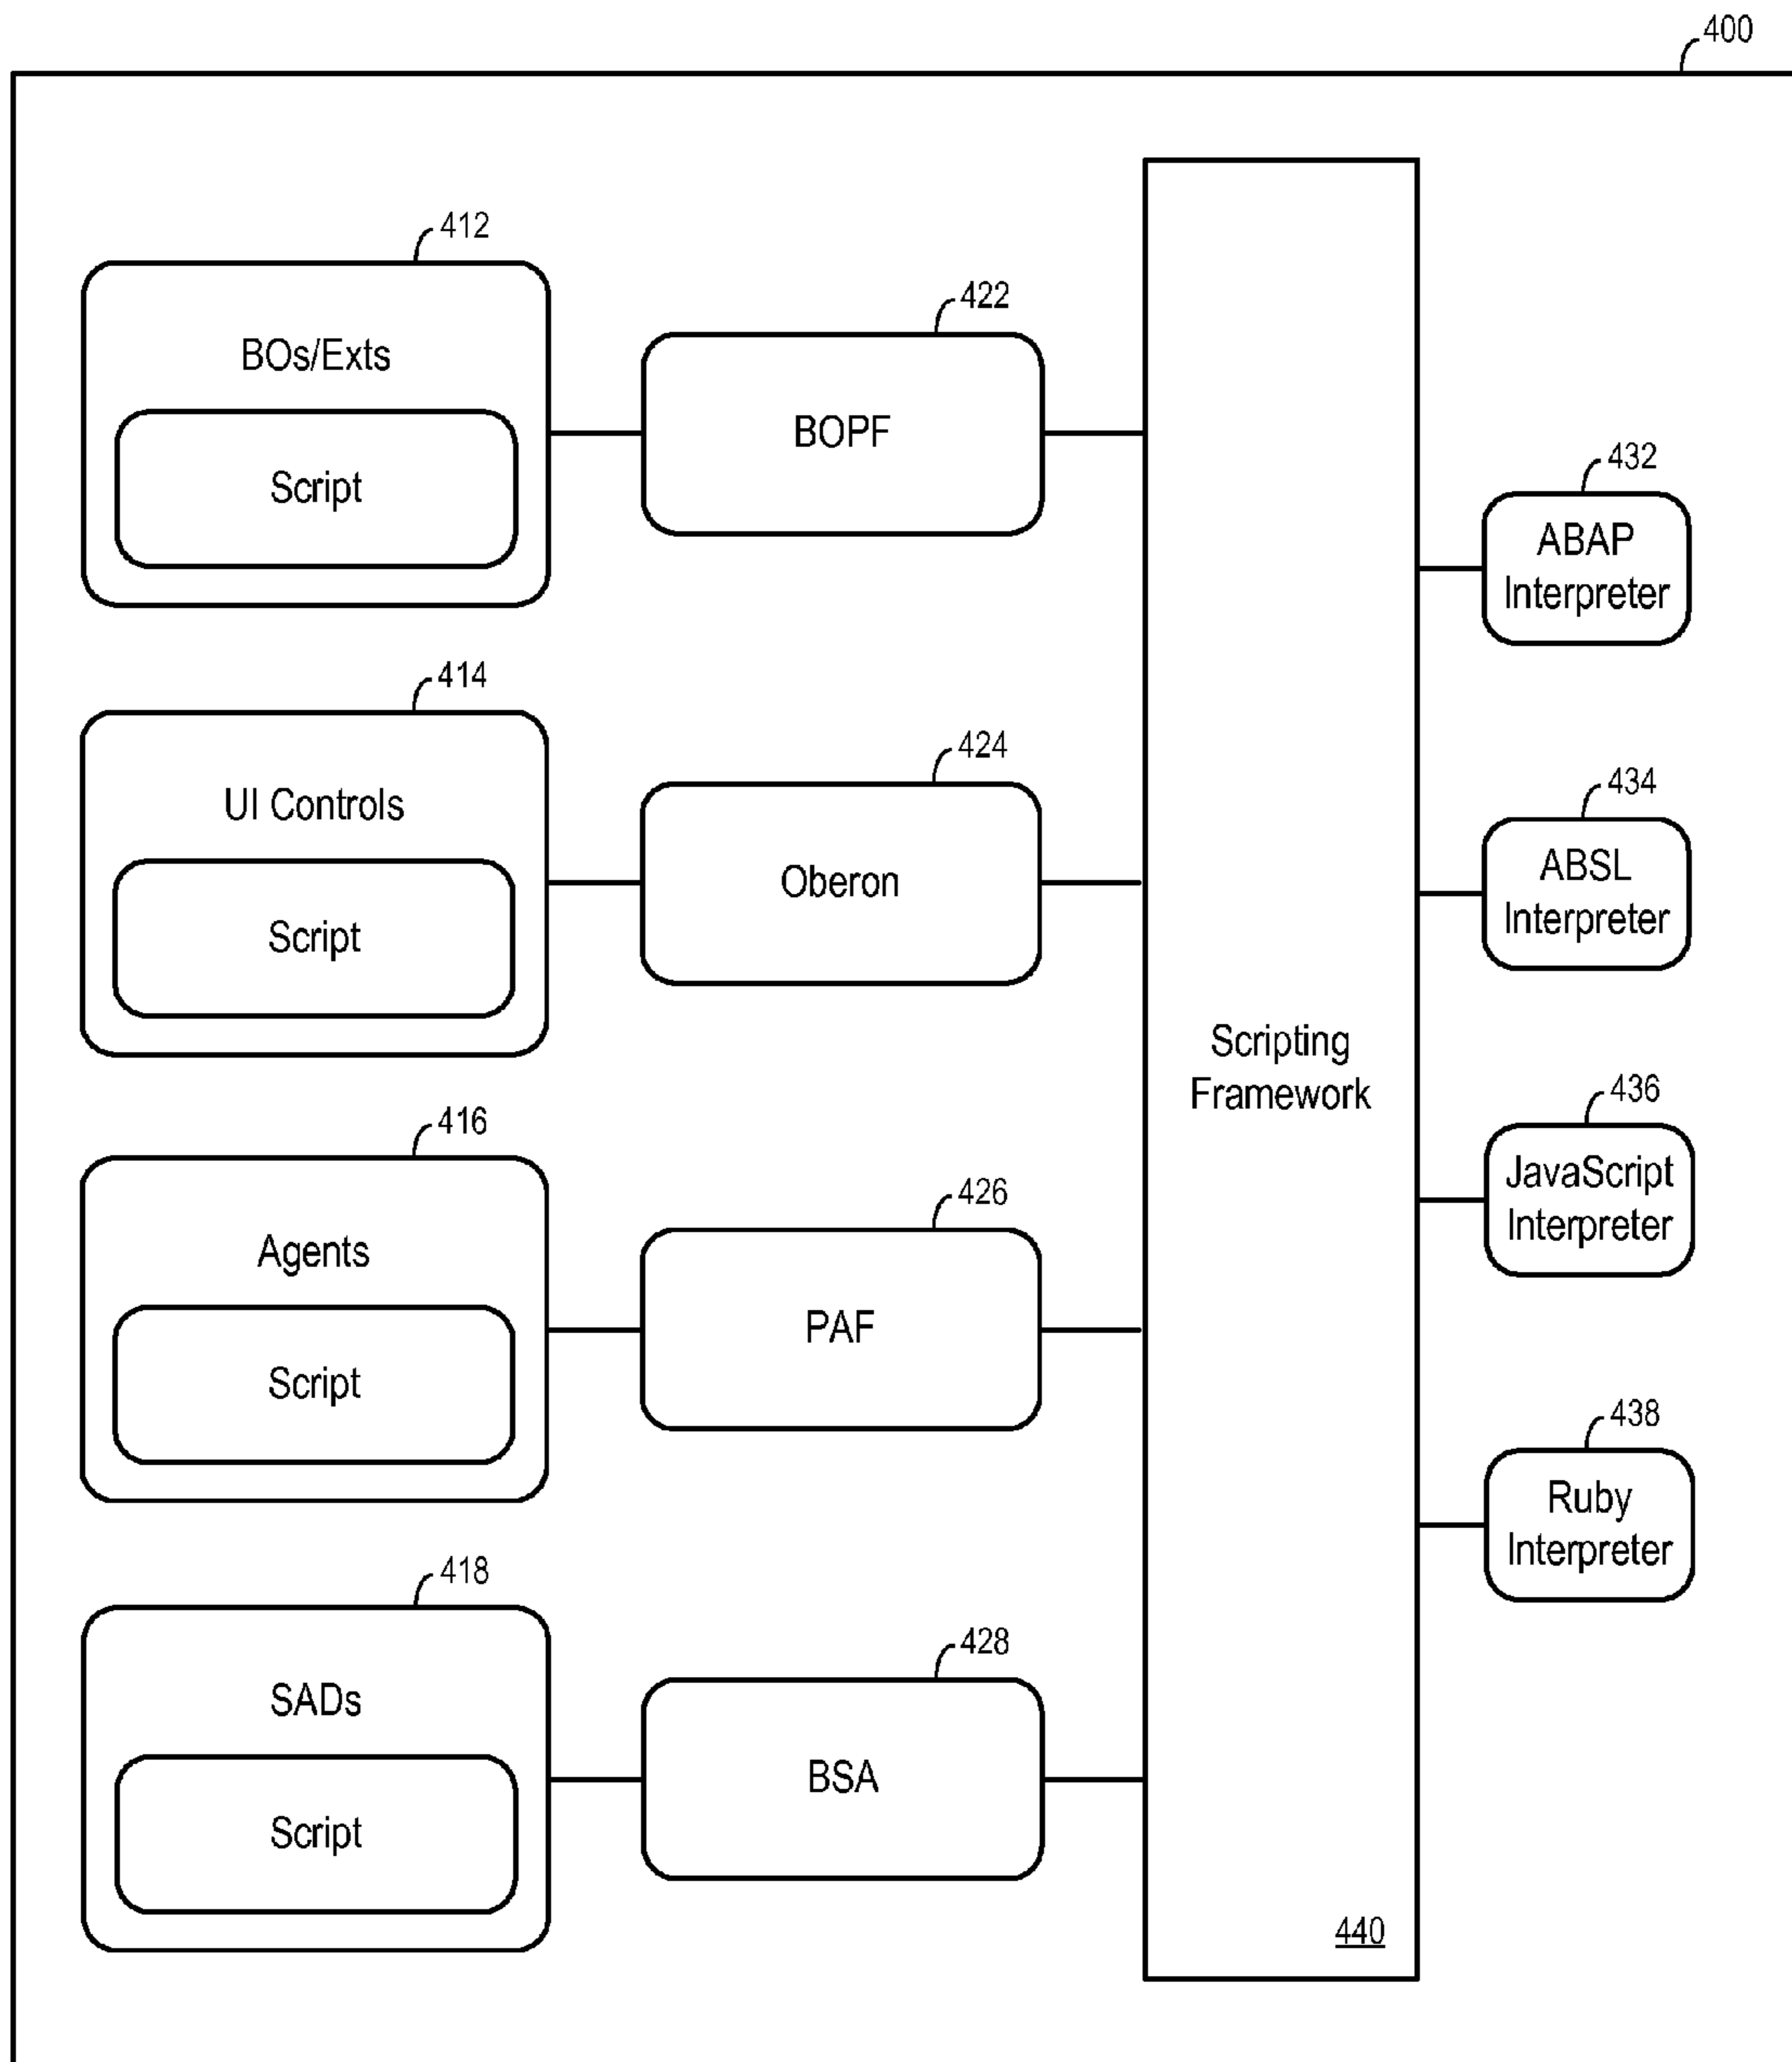 400
412
BOs/Exts
Script
422
BOPF
432
ABAP
Interpreter
414
UI Controls
Script
424
Oberon
434
ABSL
Interpreter
Scripting
Framework
416
Agents
Script
426
PAF
436
JavaScript
Interpreter
438
Ruby
Interpreter
418
SADs
Script
428
BSA
440